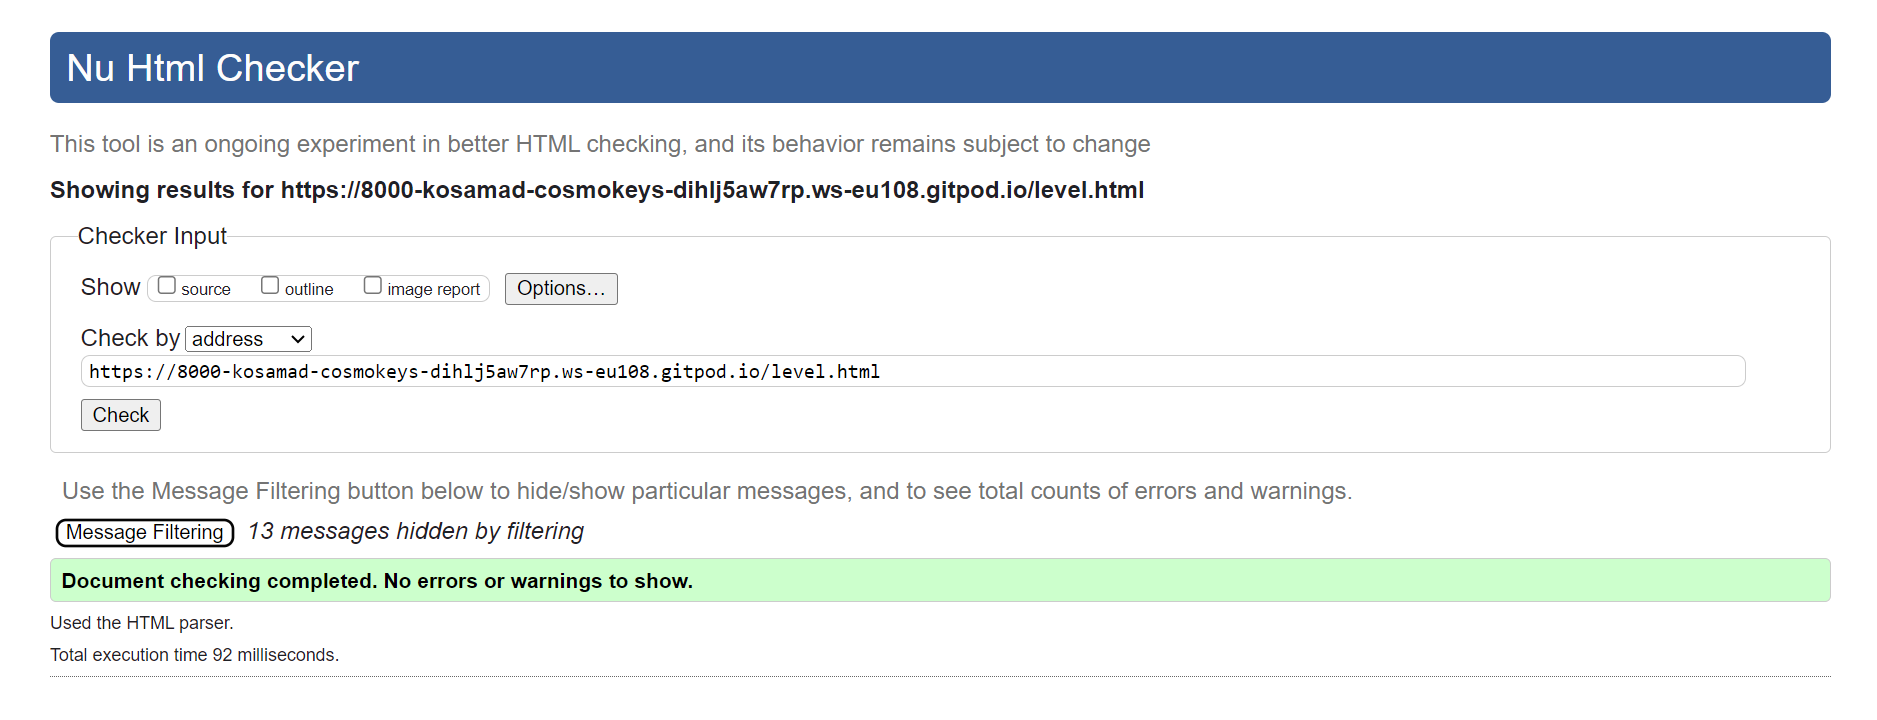 Nu Html Checker
This tool is an ongoing experiment in better HTML checking, and its behavior remains subject to change
Showing results for https://8000-kosamad-cosmokeys-dihlj5aw7rp.ws-eu108.gitpod.io/level.html
Checker Input
Show source outline image report Options...
Check by address
https://8000-kosamad-cosmokeys-dihlj5aw7rp.ws-eu108.gitpod.io/level.html
Check
Use the Message Filtering button below to hide/show particular messages, and to see total counts of errors and warnings.
Message Filtering 13 messages hidden by filtering
Document checking completed. No errors or warnings to show.
Used the HTML parser.
Total execution time 92 milliseconds.